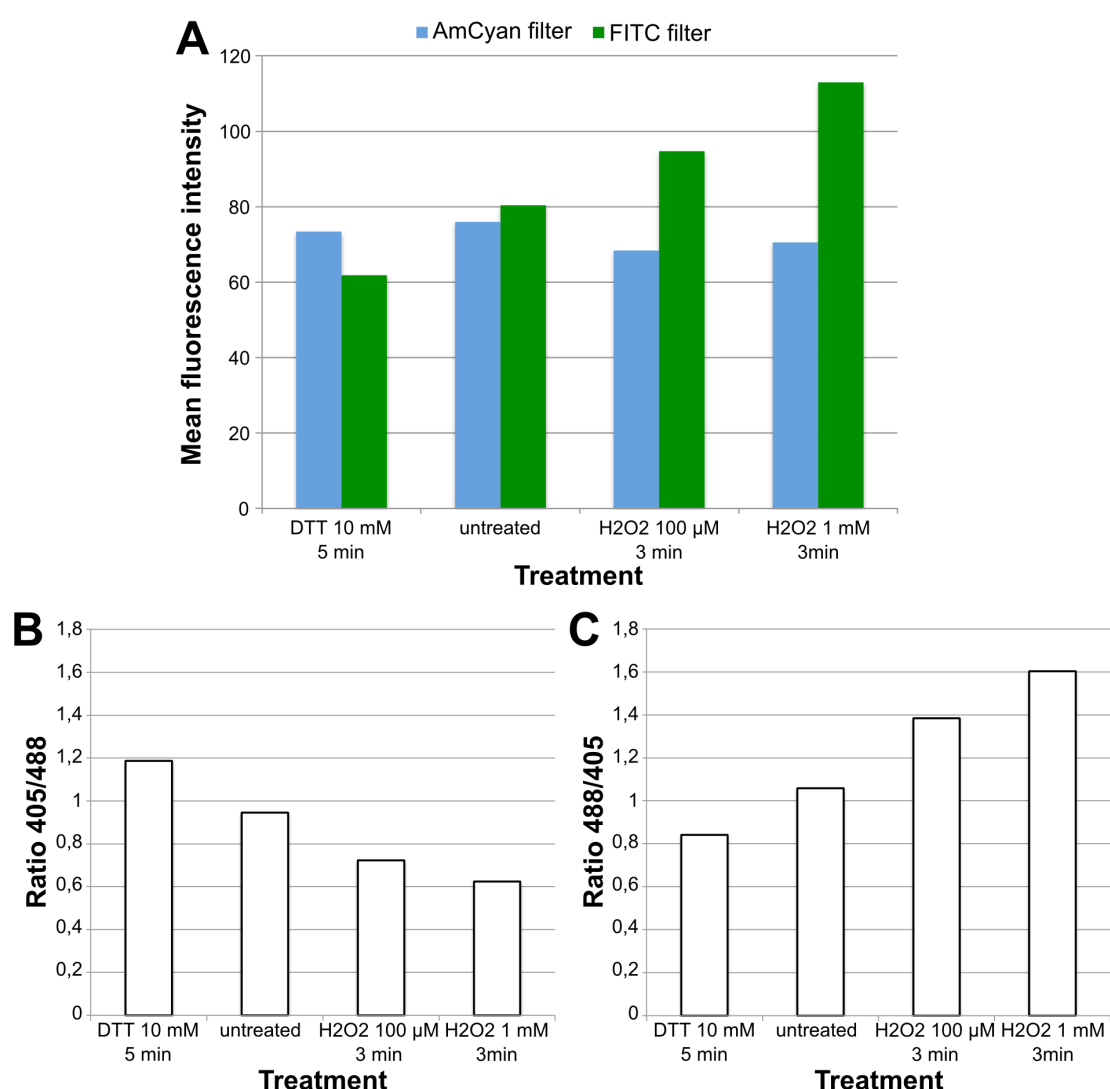 A
AmCyan filter FITC filter
Mean fluorescence intensity
120
100
80
60
40
20
0
DTT 10 mM untreated H2O2 100 µM H2O2 1 mM
5 min 3 min 3min
Treatment
B
Ratio 405/488
1,8
1,6
1,4
1,2
1
0,8
0,6
0,4
0,2
0
DTT 10 mM untreated H2O2 100 µM H2O2 1 mM
5 min 3 min 3min
Treatment
C
Ratio 488/405
1,8
1,6
1,4
1,2
1
0,8
0,6
0,4
0,2
0
DTT 10 mM untreated H2O2 100 µM H2O2 1 mM
5 min 3 min 3min
Treatment